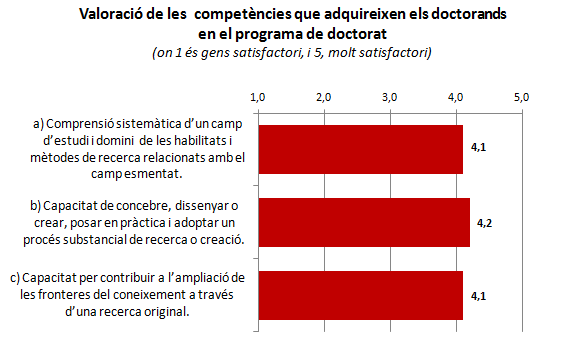 Valoració de les competències que adquireixen els doctorands
en el programa de doctorat
(on 1 és gens satisfactori, i 5, molt satisfactori)
1,0 2,0 3,0 4,0 5,0
a) Comprensió sistemàtica d'un camp
d'estudi i domini de les habilitats i
mètodes de recerca relacionats amb el
camp esmentat.
4,1
b) Capacitat de concebre, dissenyar o
crear, posar en pràctica i adoptar un
procés substancial de recerca o creació.
4,2
c) Capacitat per contribuir a l'ampliació de
les fronteres del coneixement a través
d'una recerca original.
4,1